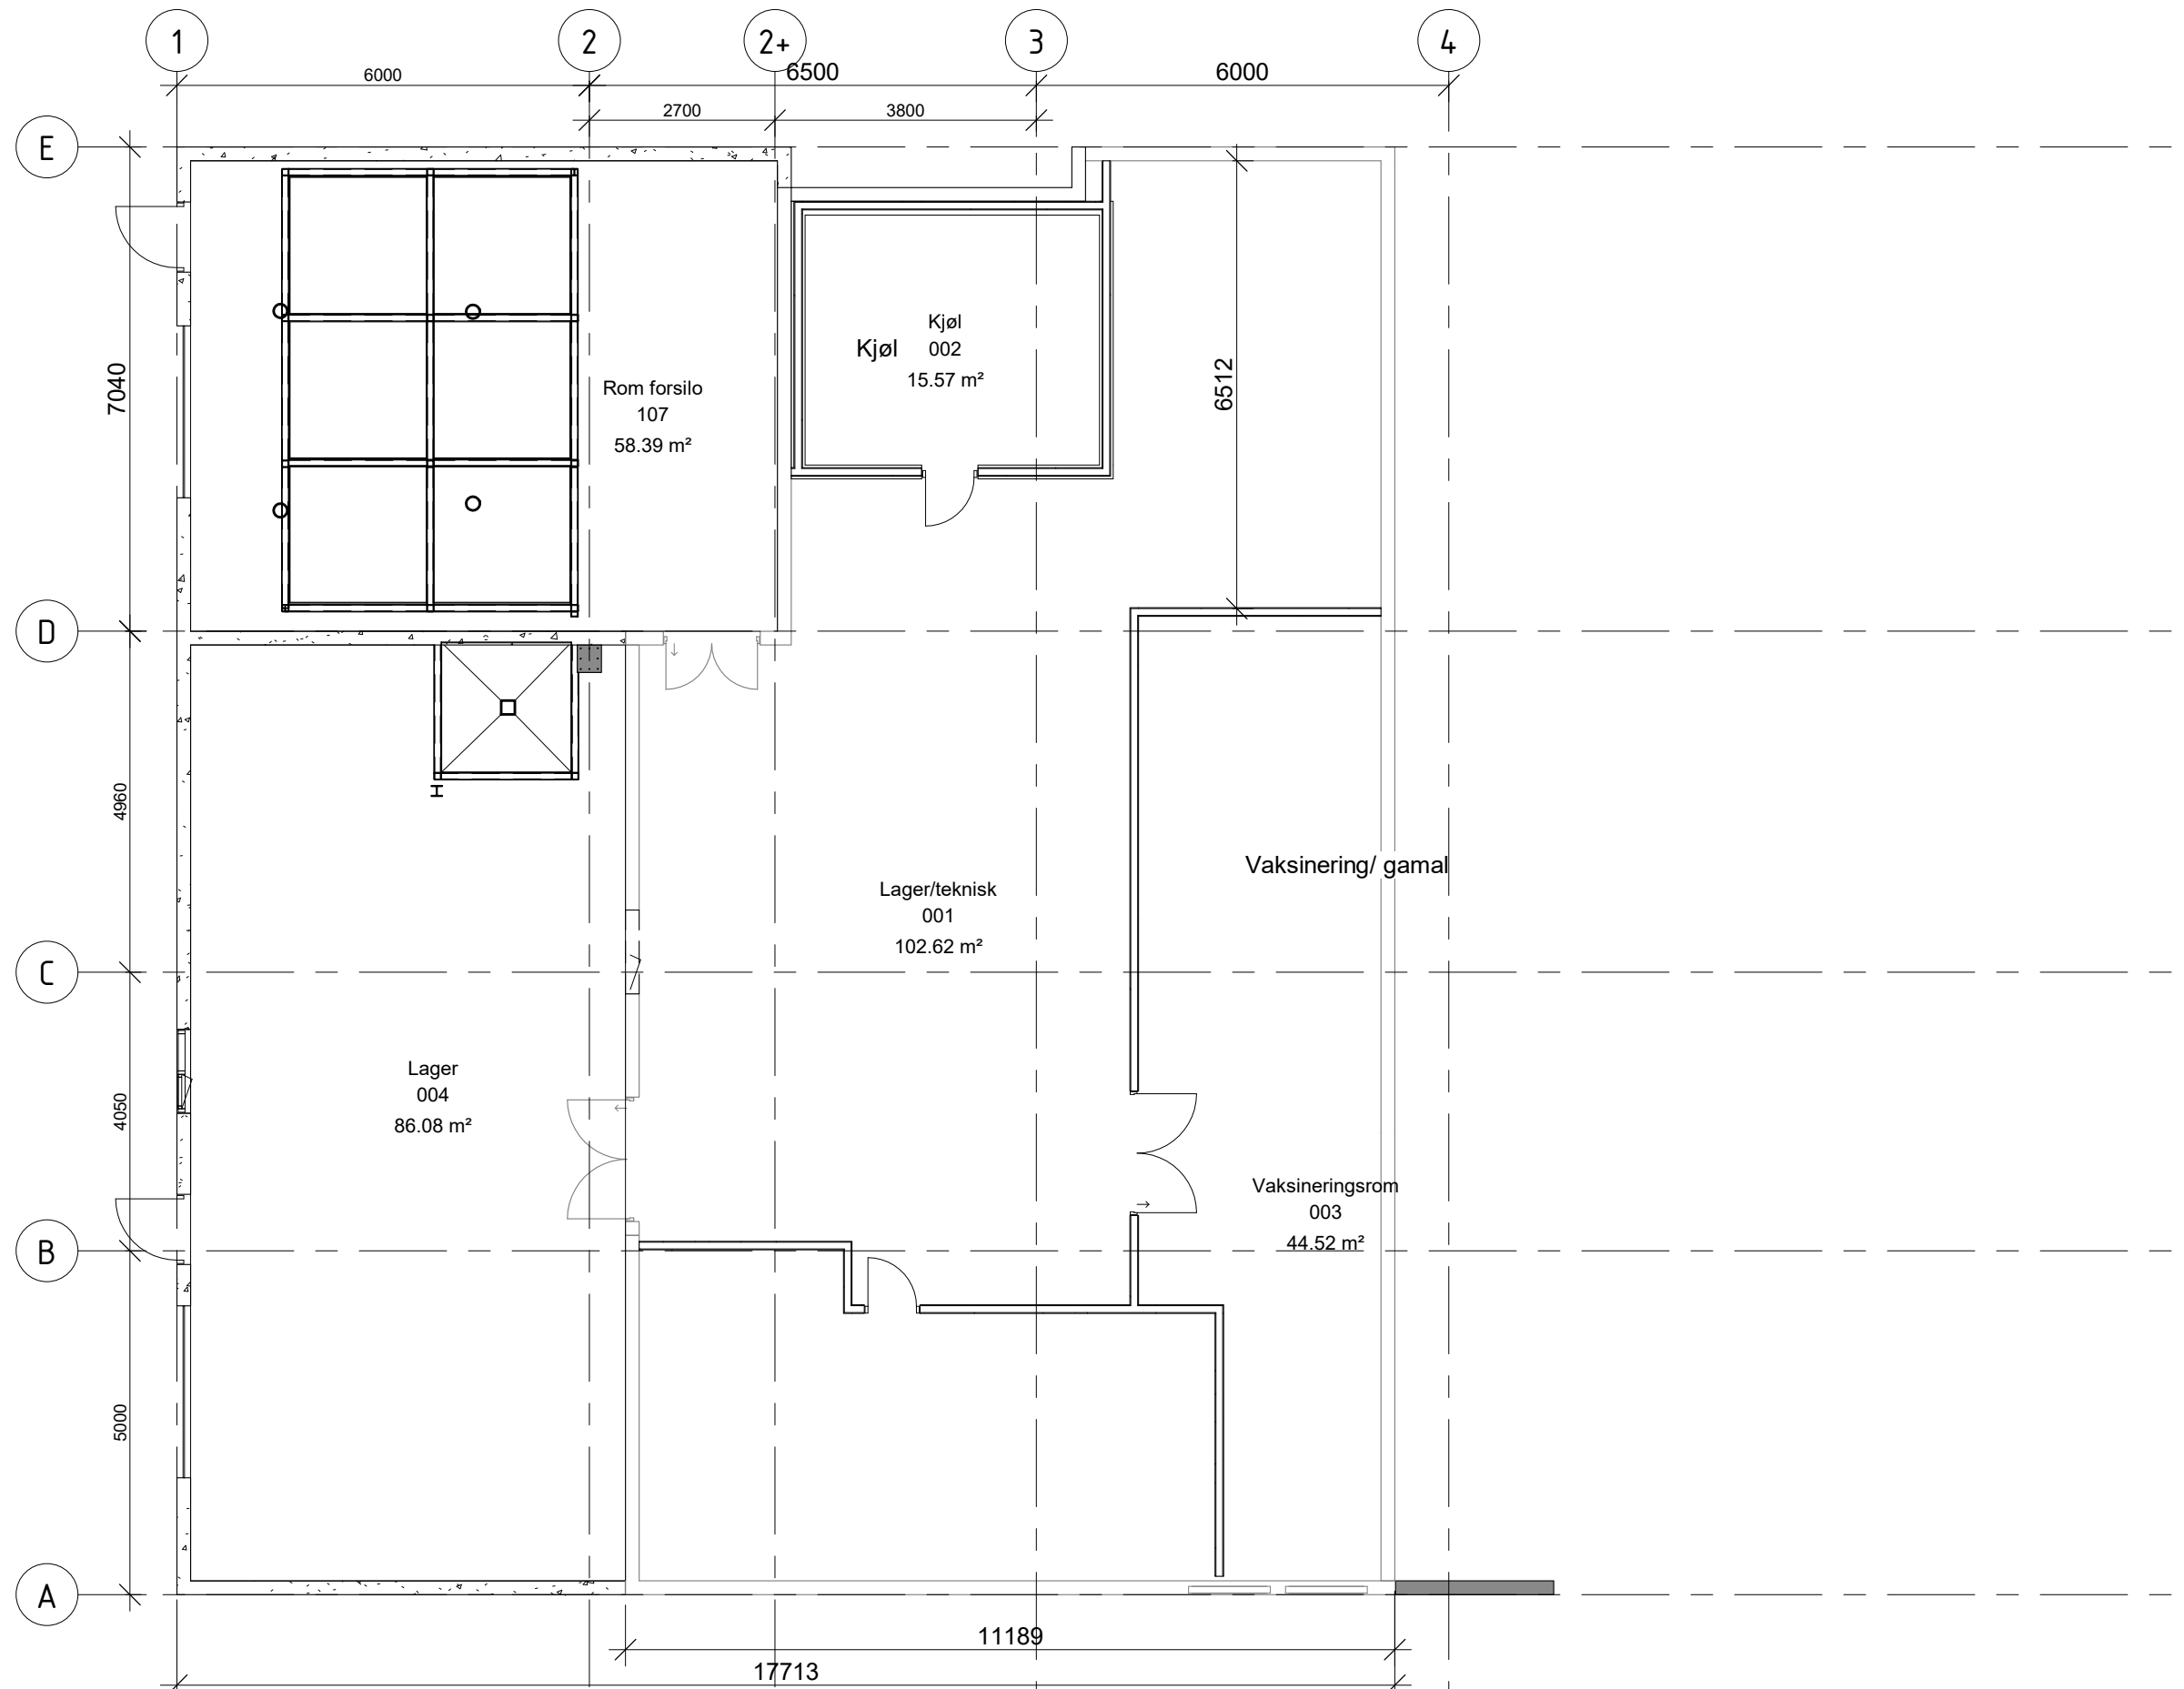 1
2
2+
3
4
6000
6500
6000
2700
3800
E
D
C
B
A
7040
4960
4050
5000
6512
Kjøl
Kjøl
002
15.57 m²
Rom forsilo
107
58.39 m²
Vaksinering/ gamal
Lager/teknisk
001
102.62 m²
Lager
004
86.08 m²
Vaksineringsrom
003
44.52 m²
11189
17713